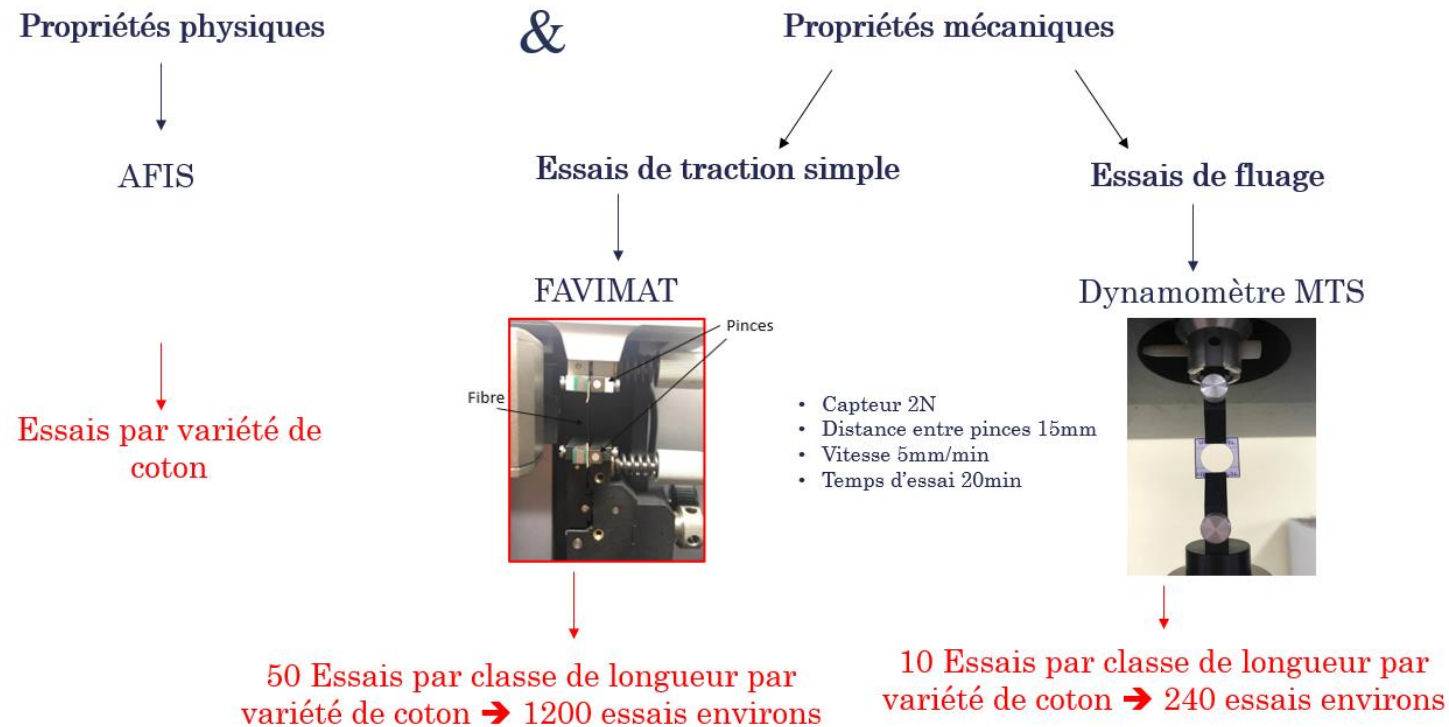 Propriétés physiques
&
Propriétés mécaniques
AFIS
Essais de traction simple
Essais de fluage
FAVIMAT
Dynamomètre MTS
Pinces
Fibre
• Capteur 2N
• Distance entre pinces 15mm
• Vitesse 5mm/min
• Temps d'essai 20min
Essais par variété de
coton
50 Essais par classe de longueur par
variété de coton ➔ 1200 essais environs
10 Essais par classe de longueur par
variété de coton ➔ 240 essais environs